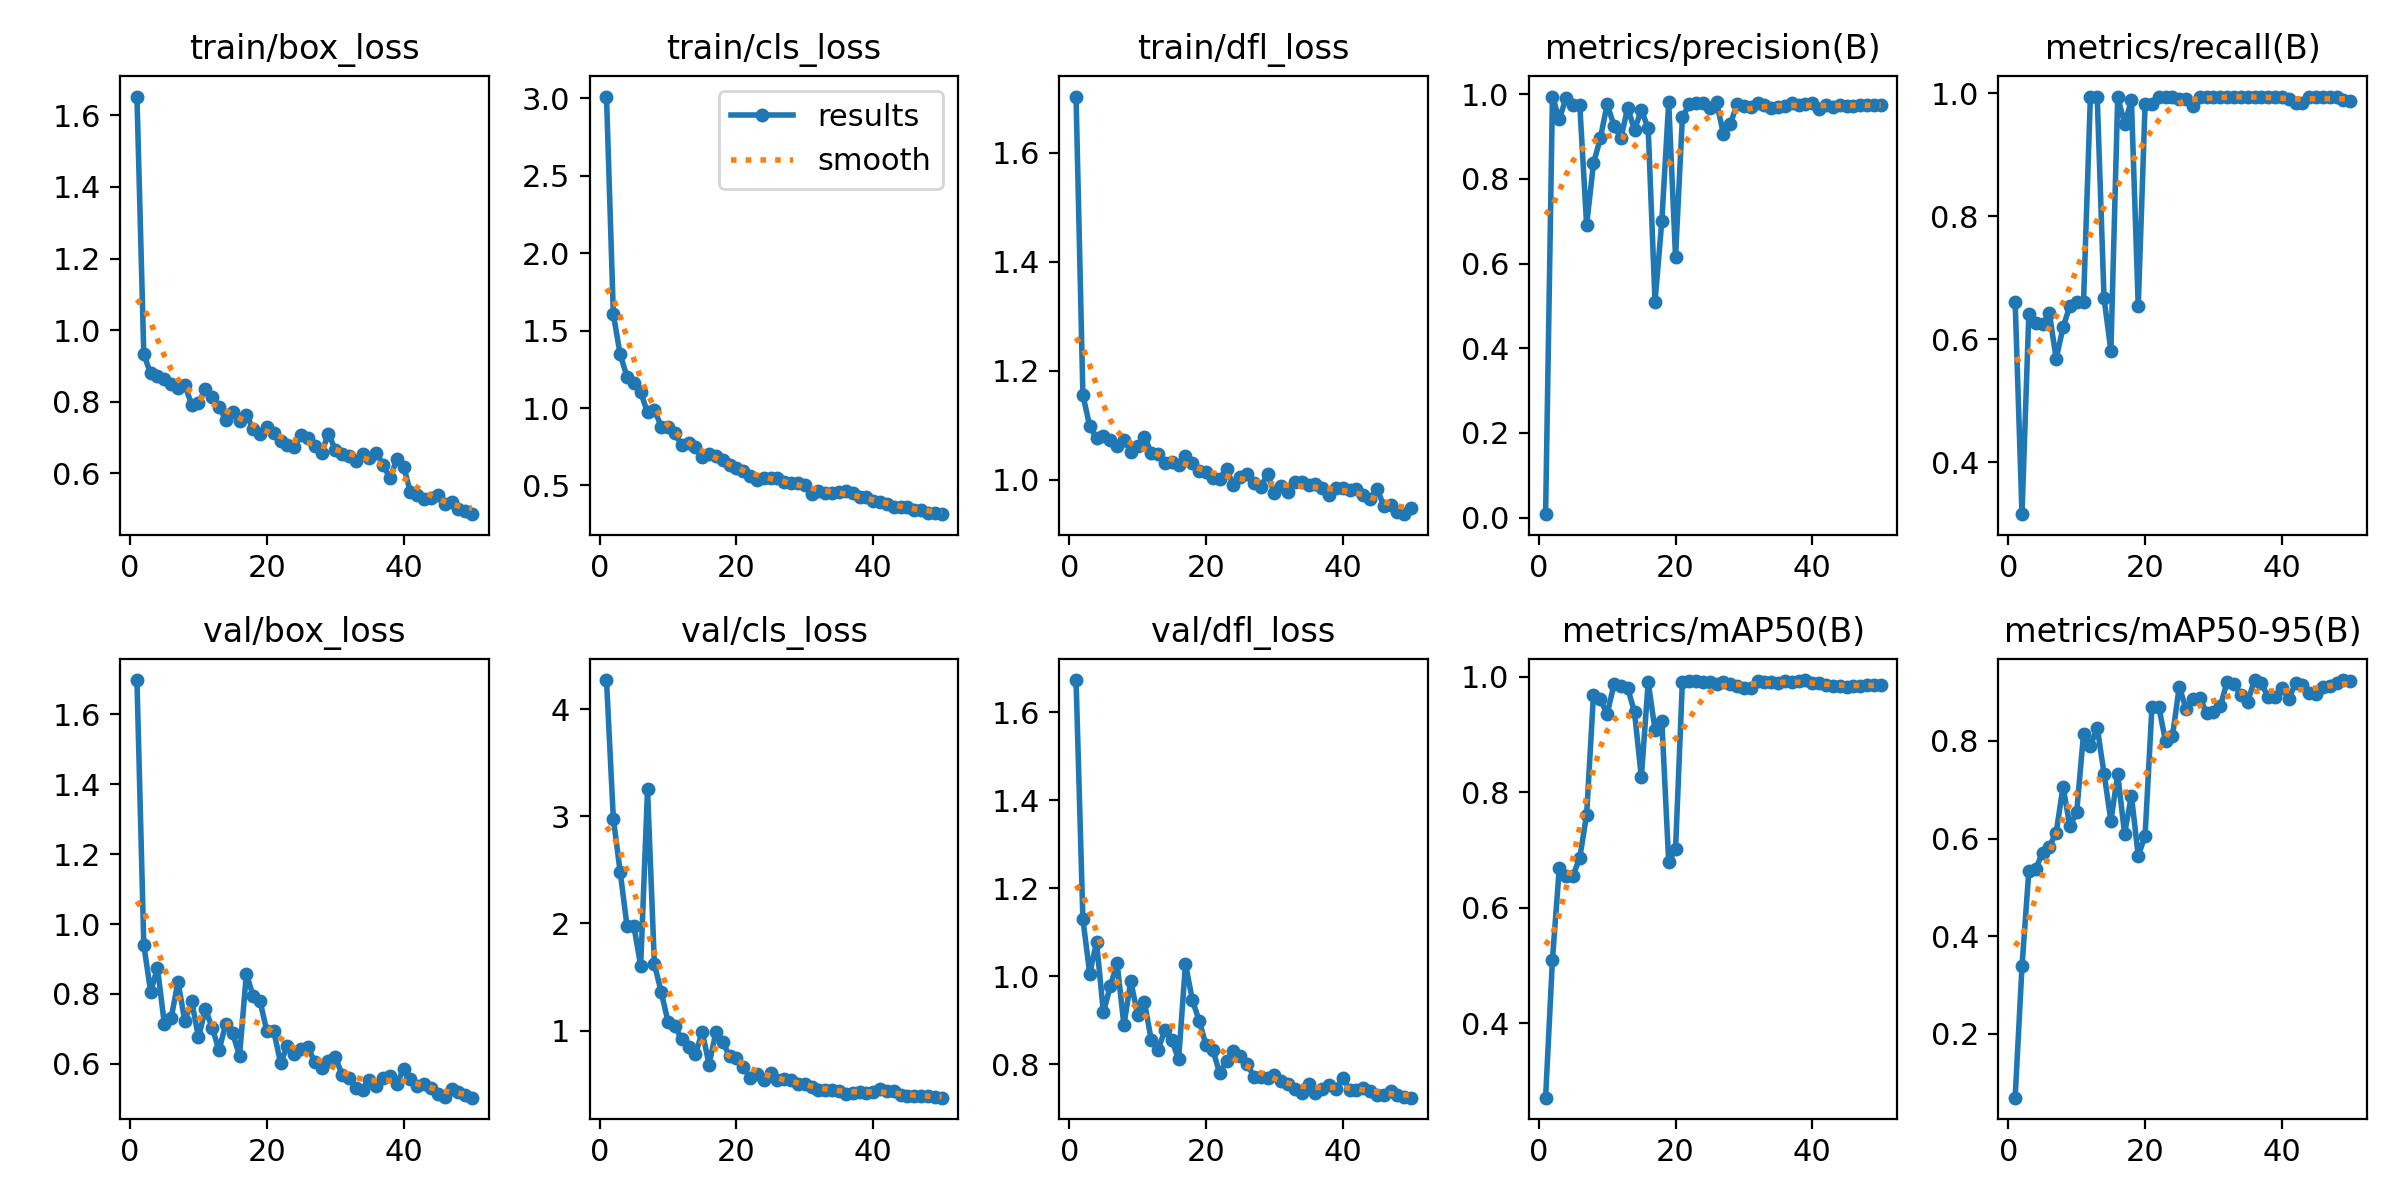 train/box_loss
1.6
1.4
1.2
1.0
0.8
0.6
0 20 40
train/cls_loss
results
smooth
3.0
2.5
2.0
1.5
1.0
0.5
0 20 40
train/dfl_loss
1.6
1.4
1.2
1.0
0 20 40
metrics/precision(B)
1.0
0.8
0.6
0.4
0.2
0.0
0 20 40
metrics/recall(B)
1.0
0.8
0.6
0.4
0 20 40
val/box_loss
1.6
1.4
1.2
1.0
0.8
0.6
0 20 40
val/cls_loss
4
3
2
1
0 20 40
val/dfl_loss
1.6
1.4
1.2
1.0
0.8
0 20 40
metrics/mAP50(B)
1.0
0.8
0.6
0.4
0 20 40
metrics/mAP50-95(B)
0.8
0.6
0.4
0.2
0 20 40